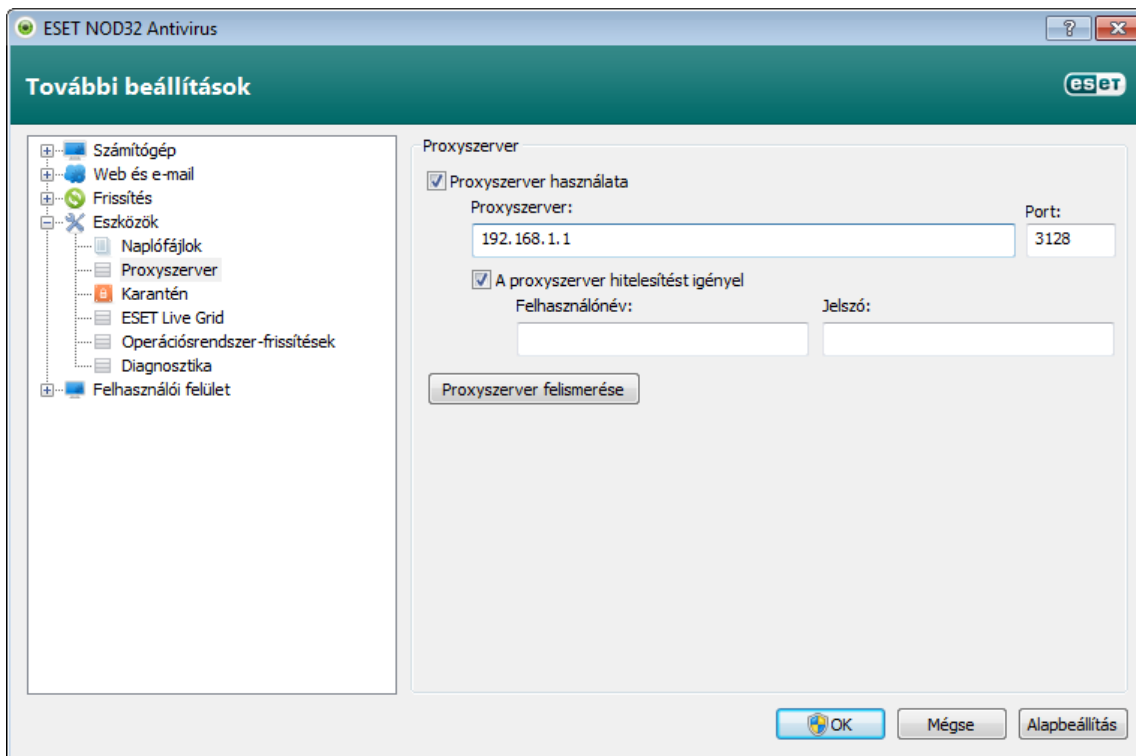 ESET NOD32 Antivirus
További beállítások
eseT
Számítógép
Web és e-mail
Frissítés
Eszközök
Naplófájlok
Proxyszerver
Karantén
ESET Live Grid
Operációsrendszer-frissítések
Diagnosztika
Felhasználói felület
Proxyszerver
Proxyszerver használata
Proxyszerver:
Port:
192.168.1.1
3128
A proxyszerver hitelesítést igényel
Felhasználónév:
Jelszó:
Proxyszerver felismerése
OK
Mégse
Alapbeállítás